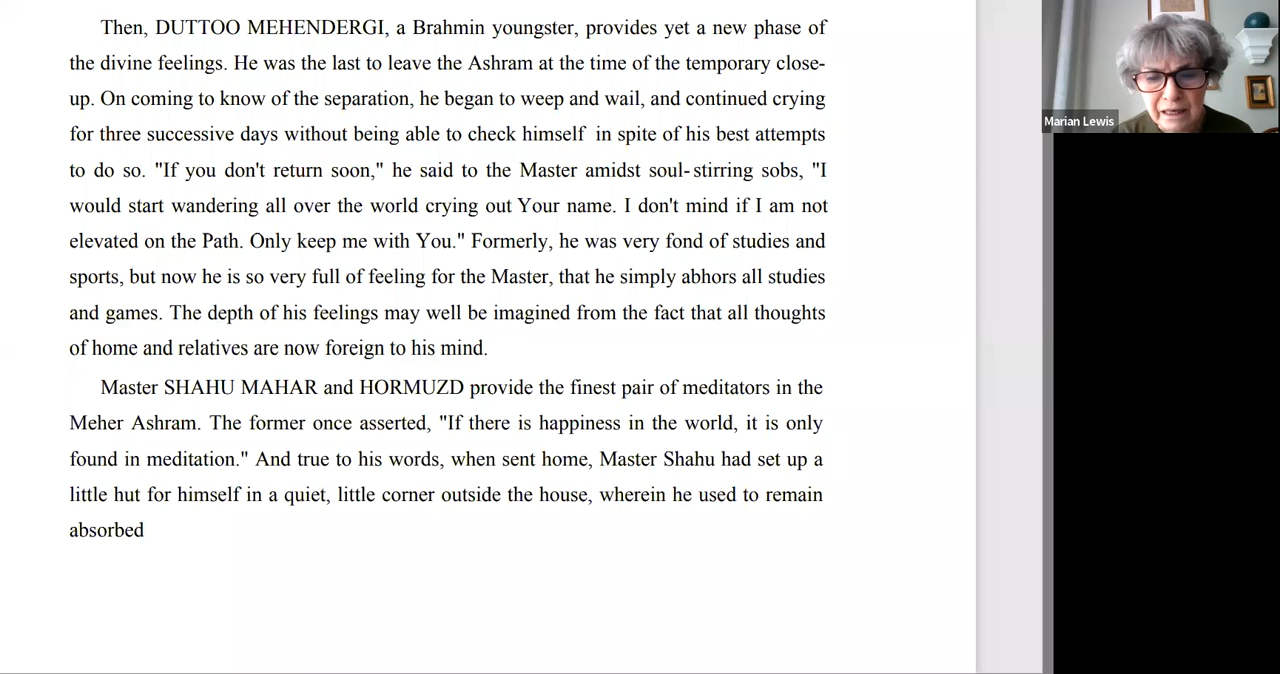 Then, DUTTOO MEHENDERGI, a Brahmin youngster, provides yet a new phase of
the divine feelings. He was the last to leave the Ashram at the time of the temporary close-
up. On coming to know of the separation, he began to weep and wail, and continued crying
for three successive days without being able to check himself in spite of his best attempts
to do so. "If you don't return soon," he said to the Master amidst soul-stirring sobs, "I
would start wandering all over the world crying out Your name. I don't mind if I am not
elevated on the Path. Only keep me with You." Formerly, he was very fond of studies and
sports, but now he is so very full of feeling for the Master, that he simply abhors all studies
and games. The depth of his feelings may well be imagined from the fact that all thoughts
of home and relatives are now foreign to his mind.
Master SHAHU MAHAR and HORMUZD provide the finest pair of meditators in the
Meher Ashram. The former once asserted, "If there is happiness in the world, it is only
found in meditation." And true to his words, when sent home, Master Shahu had set up a
little hut for himself in a quiet, little corner outside the house, wherein he used to remain
absorbed
Marian Lewis